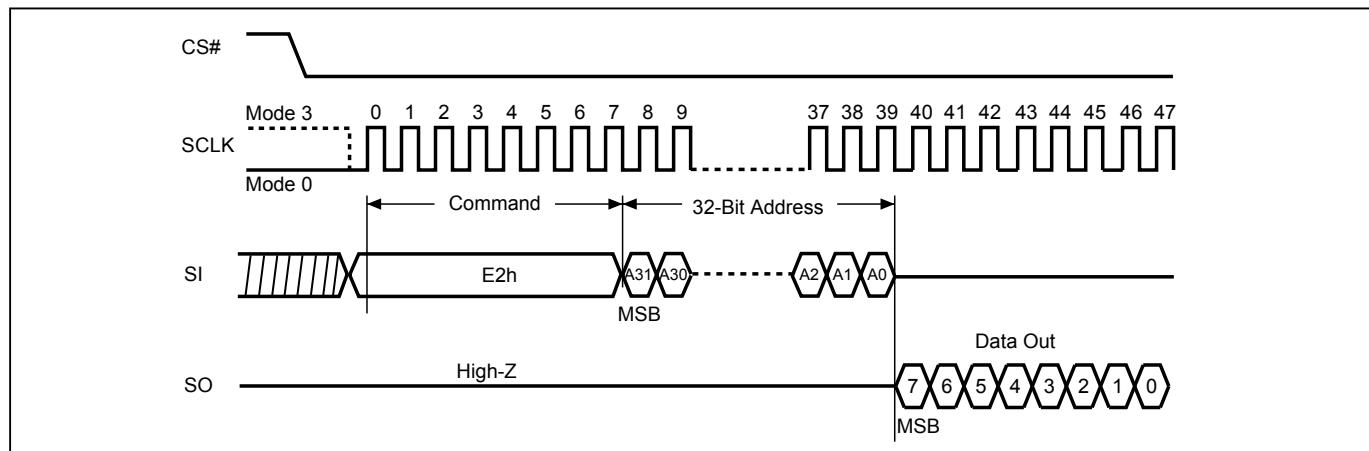 CS#
Mode 3 0 1 2 3 4 5 6 7 8 9 37 38 39 40 41 42 43 44 45 46 47
SCLK
Mode 0
Command 32-Bit Address
SI E2h A31 A30 A2 A1 A0
MSB
Data Out
High-Z
SO 7 6 5 4 3 2 1 0
MSB